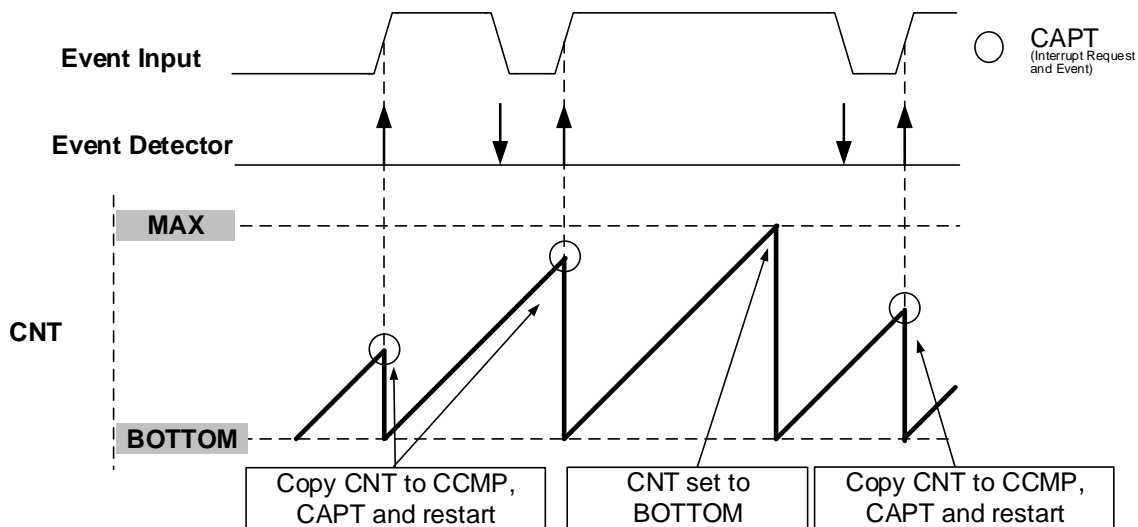 Event Input
CAPT
(Interrupt Request
and Event)
Event Detector
MAX
CNT
BOTTOM
Copy CNT to CCMP,
CAPT and restart
CNT set to
BOTTOM
Copy CNT to CCMP,
CAPT and restart